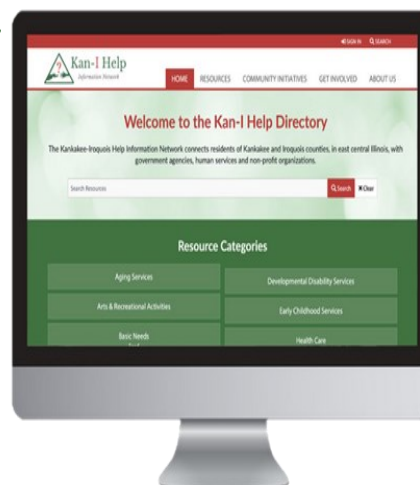 SIGN IN SEARCH
Kan-I Help
Information Network
HOME RESOURCES COMMUNITY INITIATIVES GET INVOLVED ABOUT US
Welcome to the Kan-I Help Directory
The Kankakee-Iroquois Help Information Network connects residents of Kankakee and Iroquois counties, in east central Illinois, with
government agencies, human services and non-profit organizations.
Search Resources Search Clear
Resource Categories
Aging Services Developmental Disability Services
Arts & Recreational Activities Early Childhood Services
Basic Needs Health Care